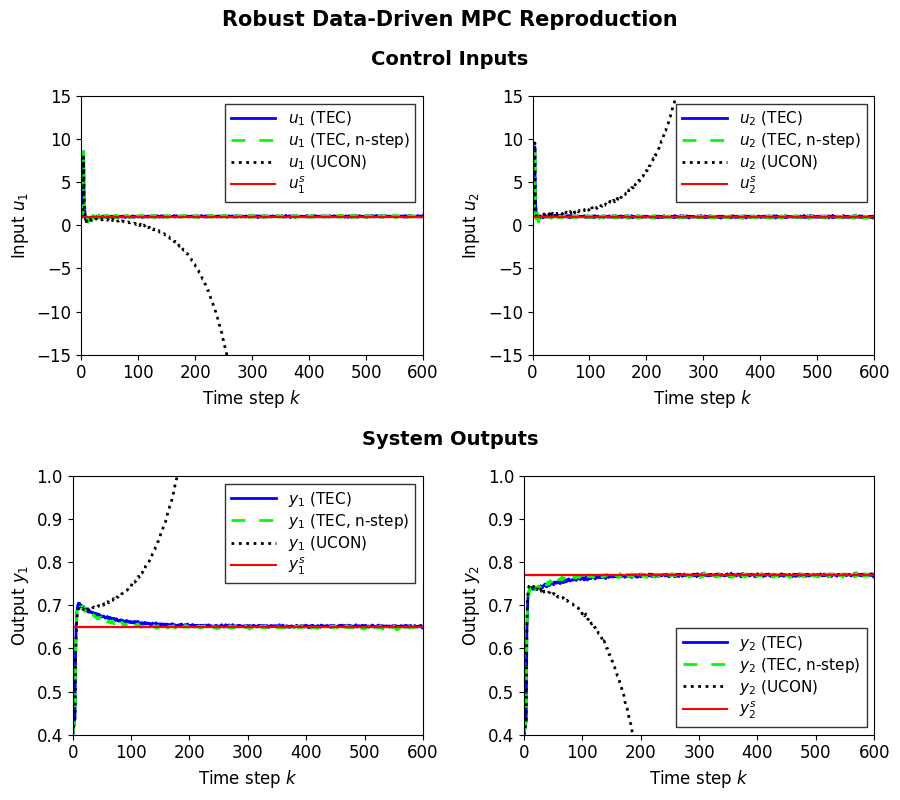 Robust Data-Driven MPC Reproduction
Control Inputs
15
10
5
0
−5
−10
−15
Input u₁
u₁ (TEC)
u₁ (TEC, n-step)
u₁ (UCON)
u₁ˢ
0 100 200 300 400 500 600
Time step k
15
10
5
0
−5
−10
−15
Input u₂
u₂ (TEC)
u₂ (TEC, n-step)
u₂ (UCON)
u₂ˢ
0 100 200 300 400 500 600
Time step k
System Outputs
1.0
0.9
0.8
0.7
0.6
0.5
0.4
Output y₁
y₁ (TEC)
y₁ (TEC, n-step)
y₁ (UCON)
y₁ˢ
0 100 200 300 400 500 600
Time step k
1.0
0.9
0.8
0.7
0.6
0.5
0.4
Output y₂
y₂ (TEC)
y₂ (TEC, n-step)
y₂ (UCON)
y₂ˢ
0 100 200 300 400 500 600
Time step k